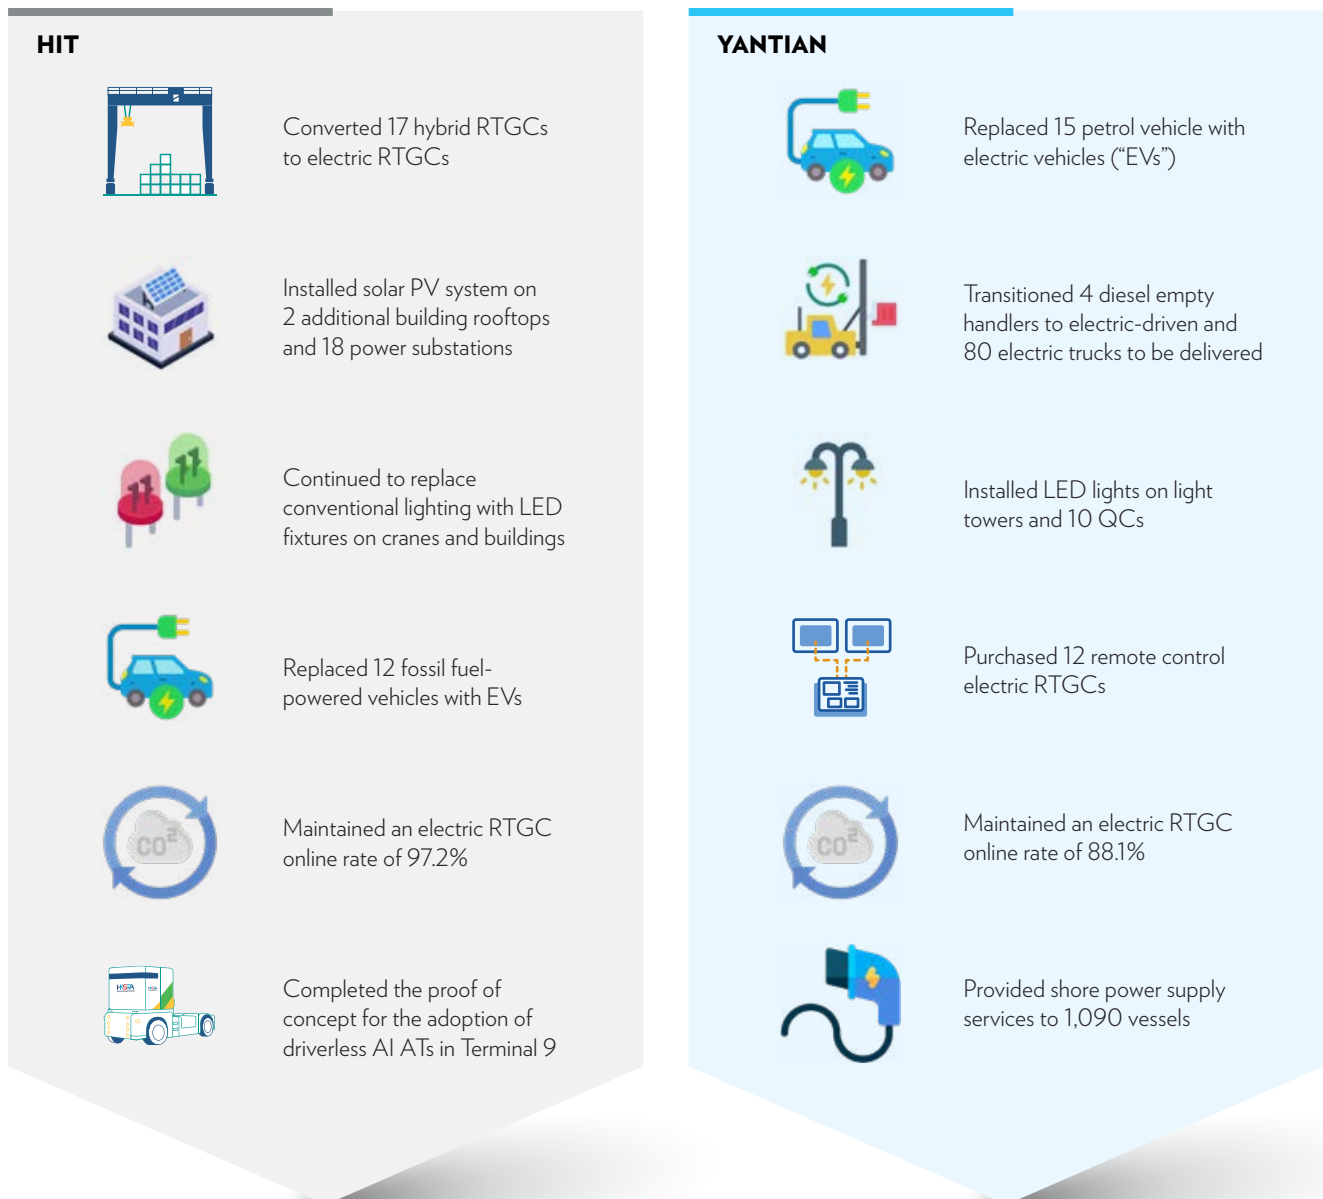 HIT
Converted 17 hybrid RTGCs
to electric RTGCs
Installed solar PV system on
2 additional building rooftops
and 18 power substations
Continued to replace
conventional lighting with LED
fixtures on cranes and buildings
Replaced 12 fossil fuel-
powered vehicles with EVs
CO2
Maintained an electric RTGC
online rate of 97.2%
Completed the proof of
concept for the adoption of
driverless AI ATs in Terminal 9
YANTIAN
Replaced 15 petrol vehicle with
electric vehicles (“EVs”)
Transitioned 4 diesel empty
handlers to electric-driven and
80 electric trucks to be delivered
Installed LED lights on light
towers and 10 QCs
Purchased 12 remote control
electric RTGCs
CO2
Maintained an electric RTGC
online rate of 88.1%
Provided shore power supply
services to 1,090 vessels